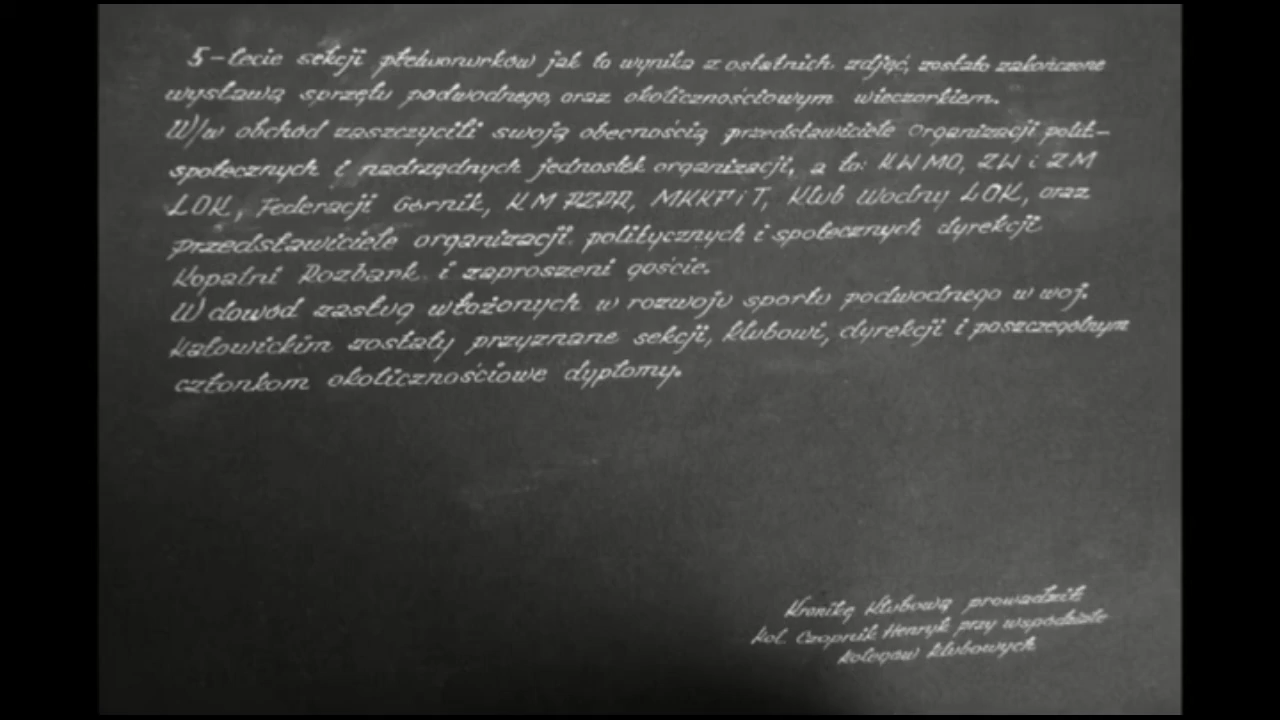 5-lecie sekcji płetwonurków jak to wynika z ostatnich zdjęć, zostało zakończone
wystawą sprzętu podwodnego, oraz okolicznościowym wieczorkiem.
W/w obchód zaszczycili swoją obecnością przedstawiciele organizacji polit-
społecznych i nadrzędnych jednostek organizacji, a to: KWMO, ZW i ZM
LOK, Federacji Górnik, KM PZPR, MKKF i T, Klub Wodny LOK, oraz
przedstawiciele organizacji politycznych i społecznych dyrekcji
Kopalni Rozbark i zaproszeni goście.
W dowód zasług włożonych w rozwoju sportu podwodnego w woj.
katowickim zostały przyznane sekcji, klubowi, dyrekcji i poszczególnym
członkom okolicznościowe dyplomy.
Kronikę Klubową prowadził
kol. Czopnik Henryk przy współudziale
kolegów klubowych